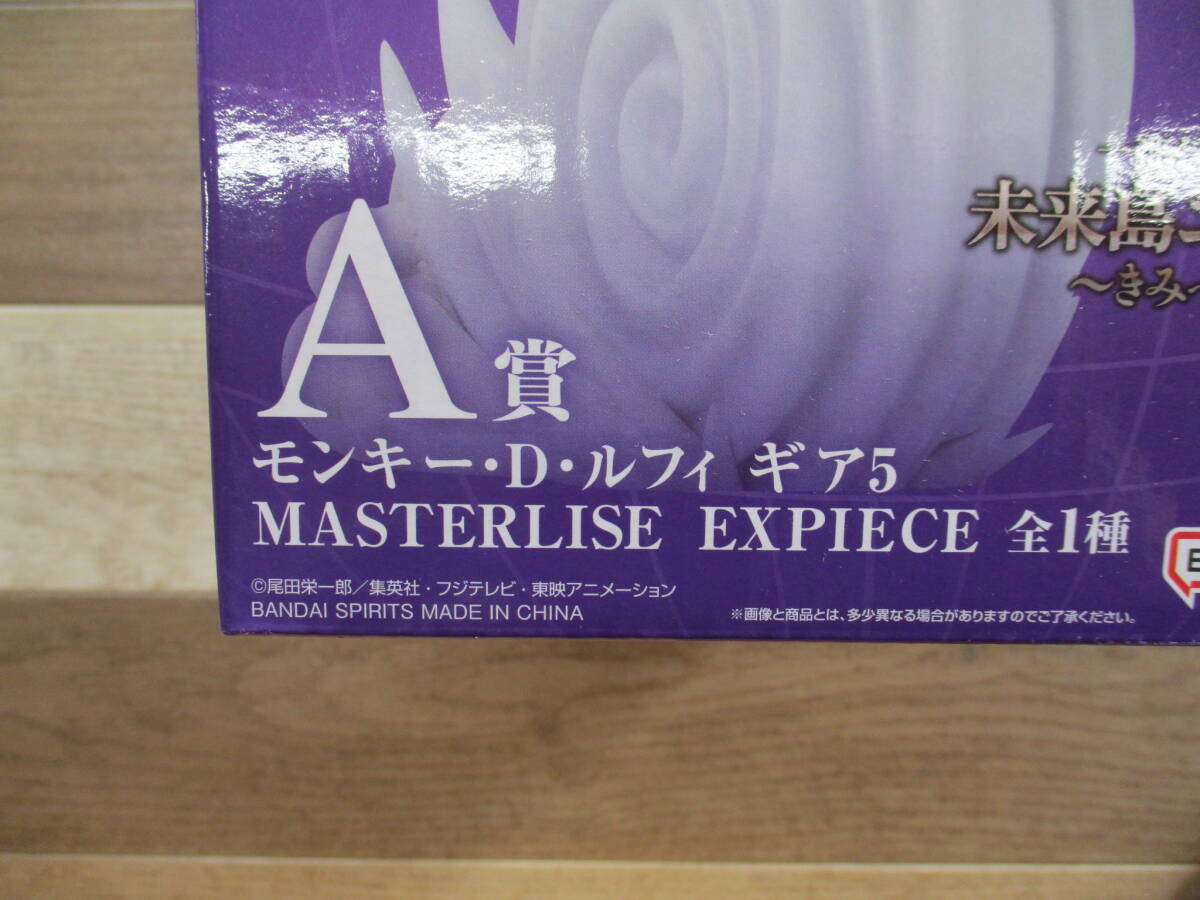 未来島エ
～きみ
A賞
モンキー・D・ルフィ ギア5
MASTERLISE EXPIECE 全1種
©尾田栄一郎／集英社・フジテレビ・東映アニメーション
BANDAI SPIRITS MADE IN CHINA
※画像と商品とは、多少異なる場合がありますのでご了承ください。